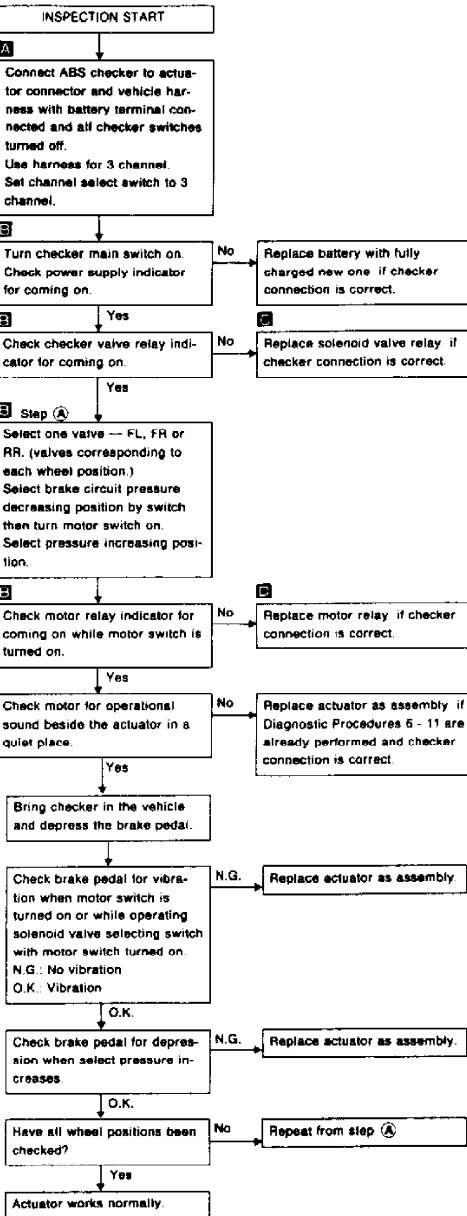 INSPECTION START
A
Connect ABS checker to actua-
tor connector and vehicle har-
ness with battery terminal con-
nected and all checker switches
turned off.
Use harness for 3 channel.
Set channel select switch to 3
channel.
B
Turn checker main switch on.
Check power supply indicator
for coming on.
No
Replace battery with fully
charged new one if checker
connection is correct.
Yes
B
Check checker valve relay indi-
cator for coming on.
No
C
Replace solenoid valve relay if
checker connection is correct.
Yes
B Step Ⓐ
Select one valve — FL, FR or
RR. (valves corresponding to
each wheel position.)
Select brake circuit pressure
decreasing position by switch
then turn motor switch on.
Select pressure increasing posi-
tion.
B
Check motor relay indicator for
coming on while motor switch is
turned on.
No
D
Replace motor relay if checker
connection is correct.
Yes
Check motor for operational
sound beside the actuator in a
quiet place.
No
Replace actuator as assembly if
Diagnostic Procedures 6 - 11 are
already performed and checker
connection is correct.
Yes
Bring checker in the vehicle
and depress the brake pedal.
Check brake pedal for vibra-
tion when motor switch is
turned on or while operating
solenoid valve selecting switch
with motor switch turned on.
N.G.: No vibration
O.K.: Vibration
N.G.
Replace actuator as assembly.
O.K.
Check brake pedal for depres-
sion when select pressure in-
creases.
N.G.
Replace actuator as assembly.
O.K.
Have all wheel positions been
checked?
No
Repeat from step Ⓐ
Yes
Actuator works normally.